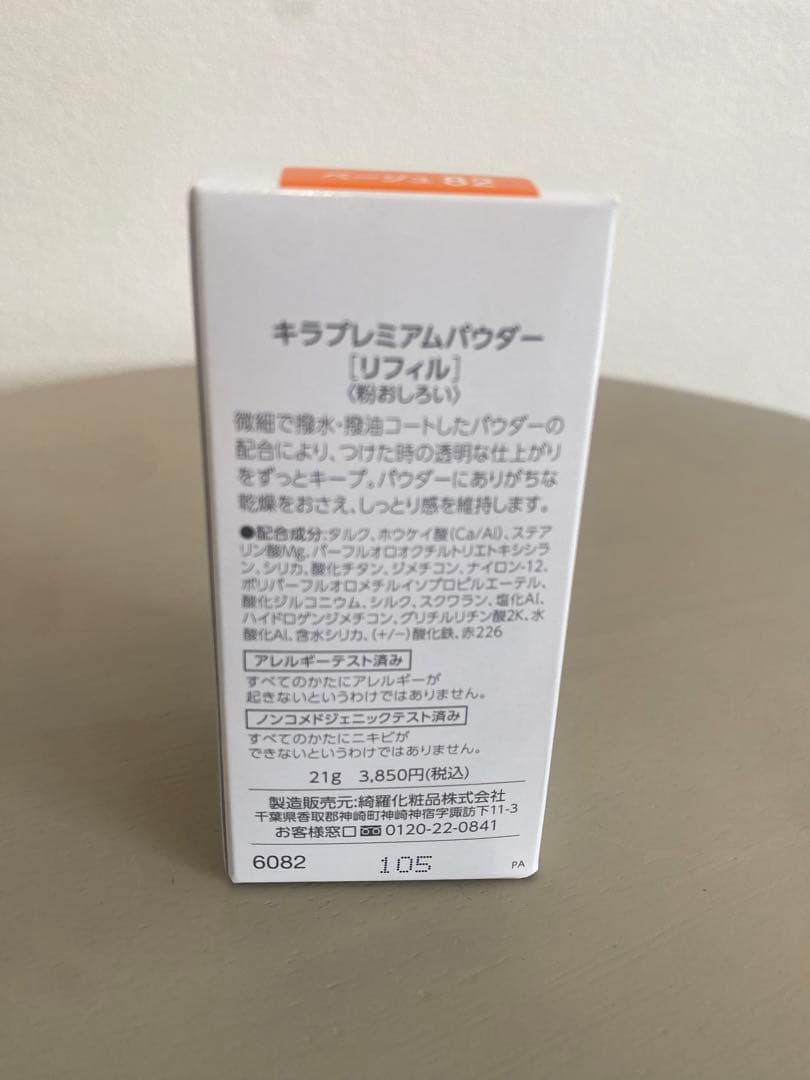 ベージュ 82
キラプレミアムパウダー
[リフィル]
〈粉おしろい〉
微細で撥水・撥油コートしたパウダーの
配合により、つけた時の透明な仕上がり
をずっとキープ。パウダーにありがちな
乾燥をおさえ、しっとり感を維持します。
●配合成分:タルク、ホウケイ酸(Ca/Al)、ステア
リン酸Mg、パーフルオロオクチルトリエトキシシラ
ン、シリカ、酸化チタン、ジメチコン、ナイロン-12、
ポリパーフルオロメチルイソプロピルエーテル、
酸化ジルコニウム、シルク、スクワラン、塩化Al、
ハイドロゲンジメチコン、グリチルリチン酸2K、水
酸化Al、含水シリカ、(+/−)酸化鉄、赤226
アレルギーテスト済み
すべてのかたにアレルギーが
起きないというわけではありません。
ノンコメドジェニックテスト済み
すべてのかたにニキビが
できないというわけではありません。
21g 3,850円(税込)
製造販売元:綺羅化粧品株式会社
千葉県香取郡神崎町神崎神宿字諏訪下11-3
お客様窓口 0120-22-0841
6082 105 PA